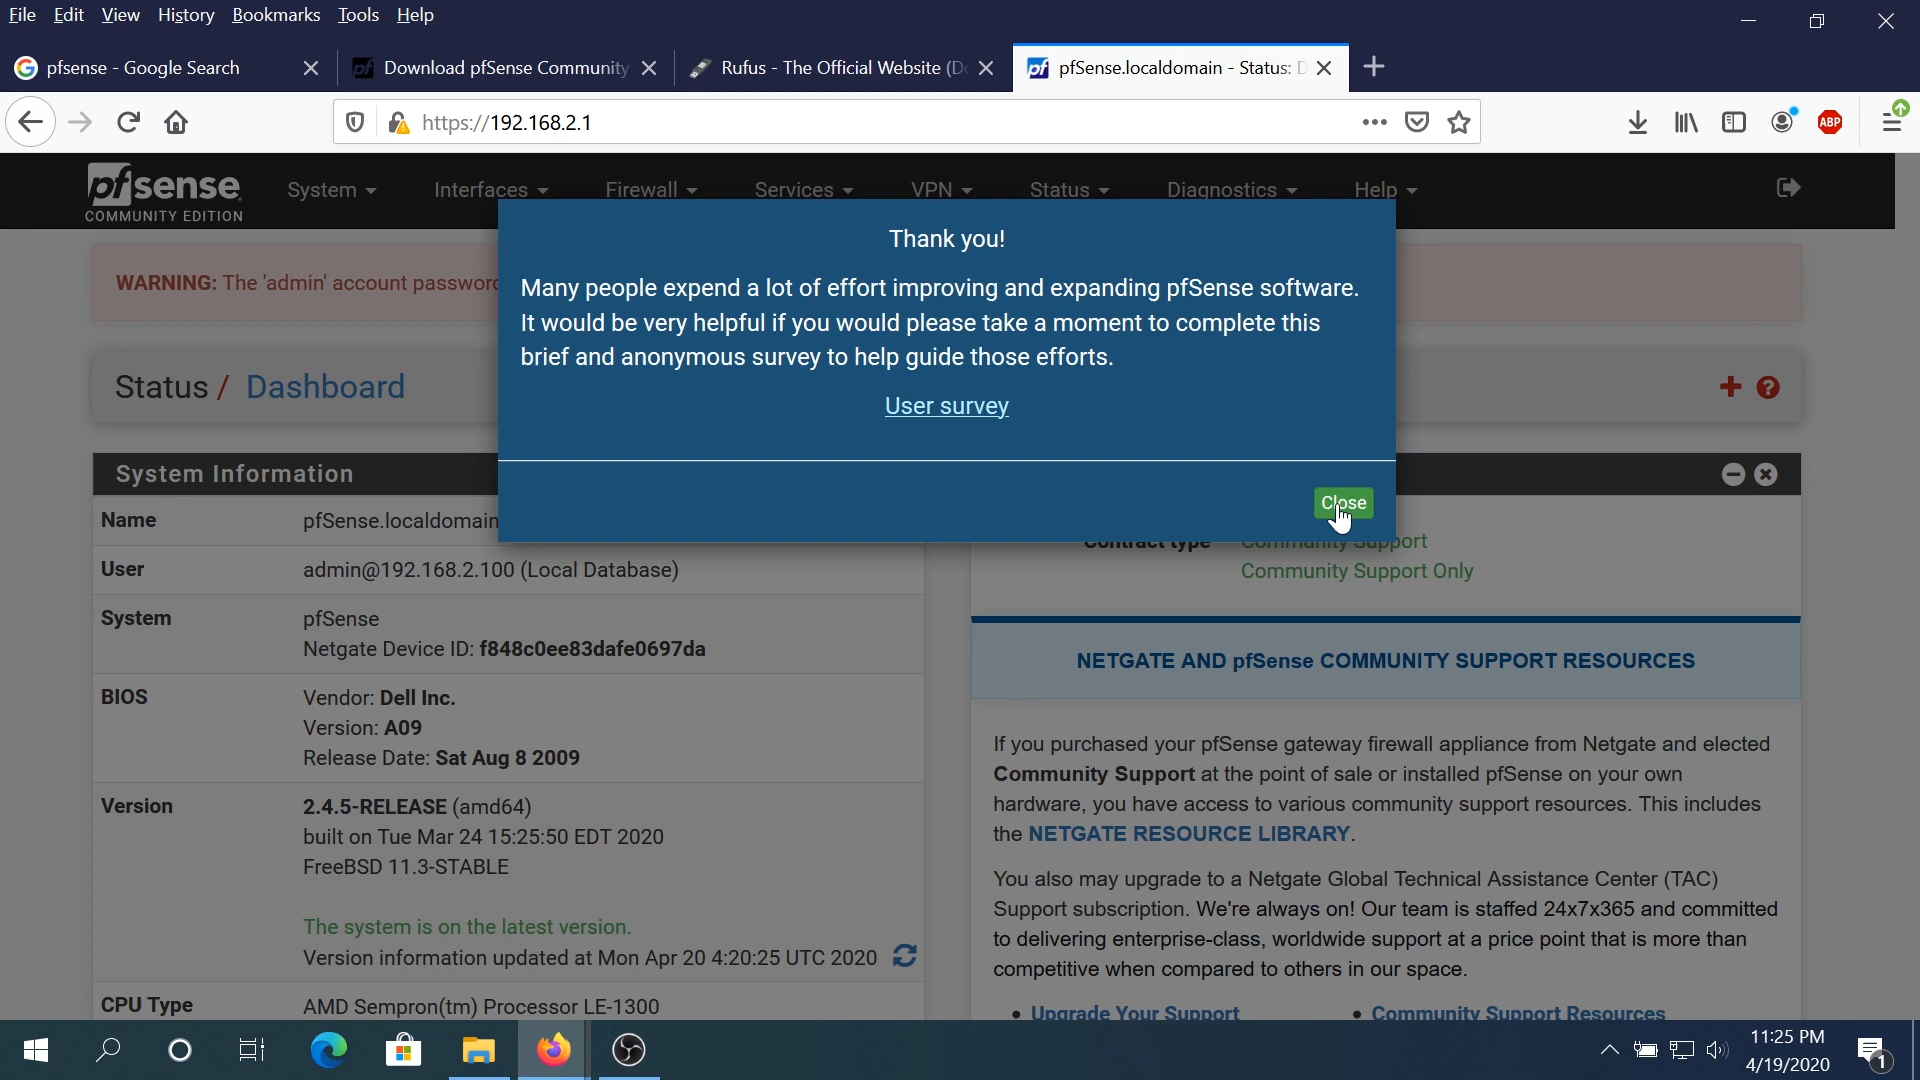 File Edit View History Bookmarks Tools Help
pfsense - Google Search
Download pfSense Community
Rufus - The Official Website (Do
pfSense.localdomain - Status: D
https://192.168.2.1
ABP
pfsense
COMMUNITY EDITION
System Interfaces Firewall Services VPN Status Diagnostics Help
WARNING: The 'admin' account password
Thank you!
Many people expend a lot of effort improving and expanding pfSense software.
It would be very helpful if you would please take a moment to complete this
brief and anonymous survey to help guide those efforts.
User survey
Close
Status / Dashboard
System Information
Name pfSense.localdomain
User admin@192.168.2.100 (Local Database)
System pfSense
Netgate Device ID: f848c0ee83dafe0697da
BIOS Vendor: Dell Inc.
Version: A09
Release Date: Sat Aug 8 2009
Version 2.4.5-RELEASE (amd64)
built on Tue Mar 24 15:25:50 EDT 2020
FreeBSD 11.3-STABLE
The system is on the latest version.
Version information updated at Mon Apr 20 4:20:25 UTC 2020
CPU Type AMD Sempron(tm) Processor LE-1300
Contract type Community Support
Community Support Only
NETGATE AND pfSense COMMUNITY SUPPORT RESOURCES
If you purchased your pfSense gateway firewall appliance from Netgate and elected
Community Support at the point of sale or installed pfSense on your own
hardware, you have access to various community support resources. This includes
the NETGATE RESOURCE LIBRARY.
You also may upgrade to a Netgate Global Technical Assistance Center (TAC)
Support subscription. We're always on! Our team is staffed 24x7x365 and committed
to delivering enterprise-class, worldwide support at a price point that is more than
competitive when compared to others in our space.
• Upgrade Your Support • Community Support Resources
11:25 PM
4/19/2020
1